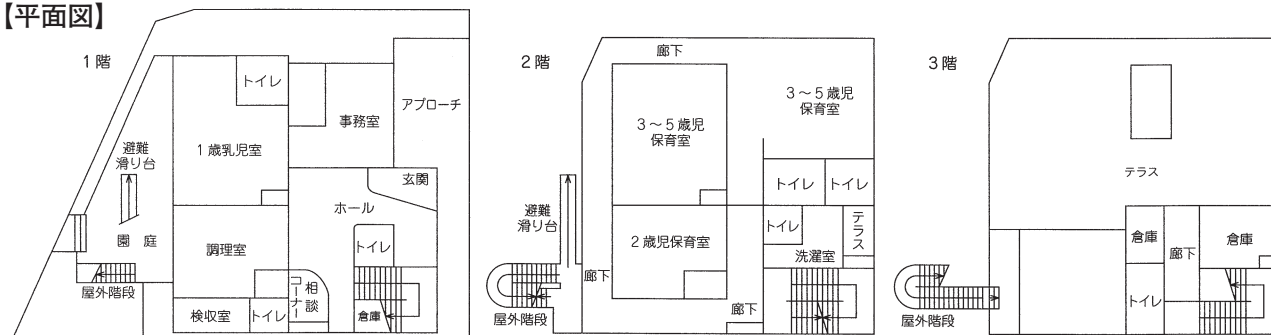 【平面図】
1階
トイレ
アプローチ
事務室
1歳乳児室
避難
滑り台
玄関
ホール
園庭
調理室
トイレ
屋外階段
相談
コーナー
検収室
トイレ
倉庫
2階
廊下
3～5歳児
保育室
3～5歳児
保育室
トイレ
トイレ
避難
滑り台
トイレ
テラス
2歳児保育室
洗濯室
廊下
廊下
屋外階段
3階
テラス
倉庫
廊下
倉庫
トイレ
屋外階段